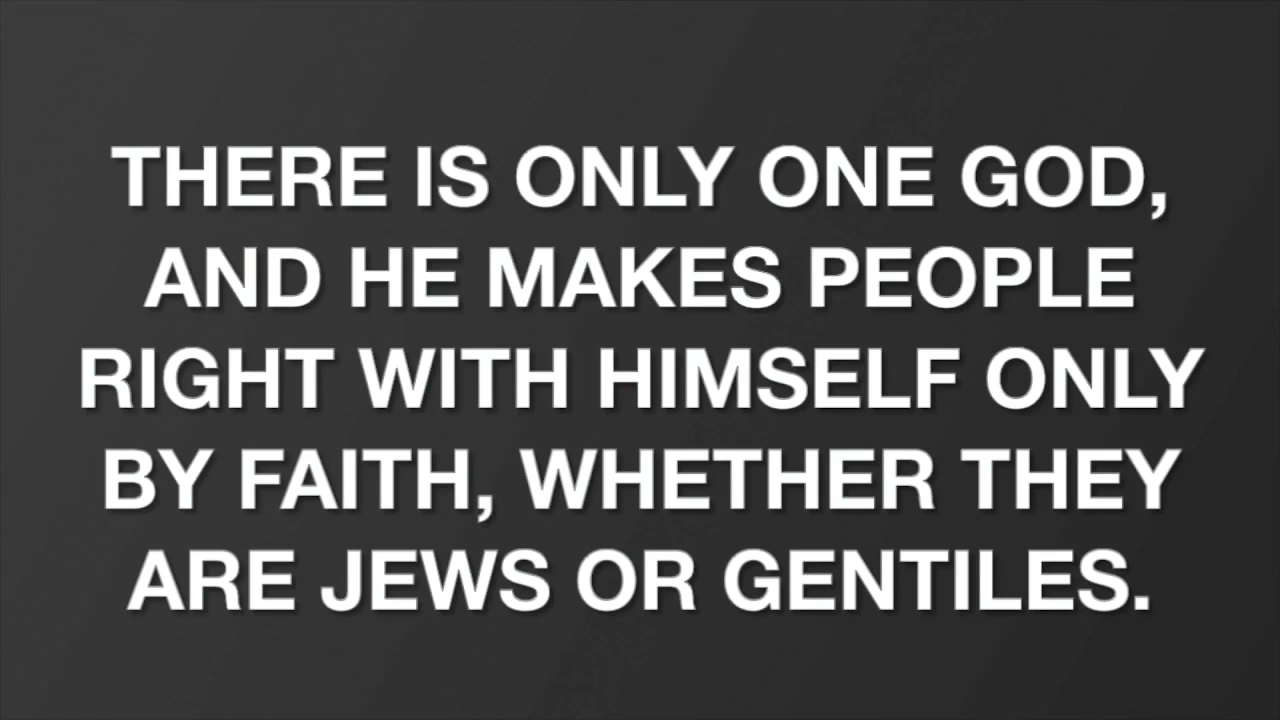 THERE IS ONLY ONE GOD,
AND HE MAKES PEOPLE
RIGHT WITH HIMSELF ONLY
BY FAITH, WHETHER THEY
ARE JEWS OR GENTILES.